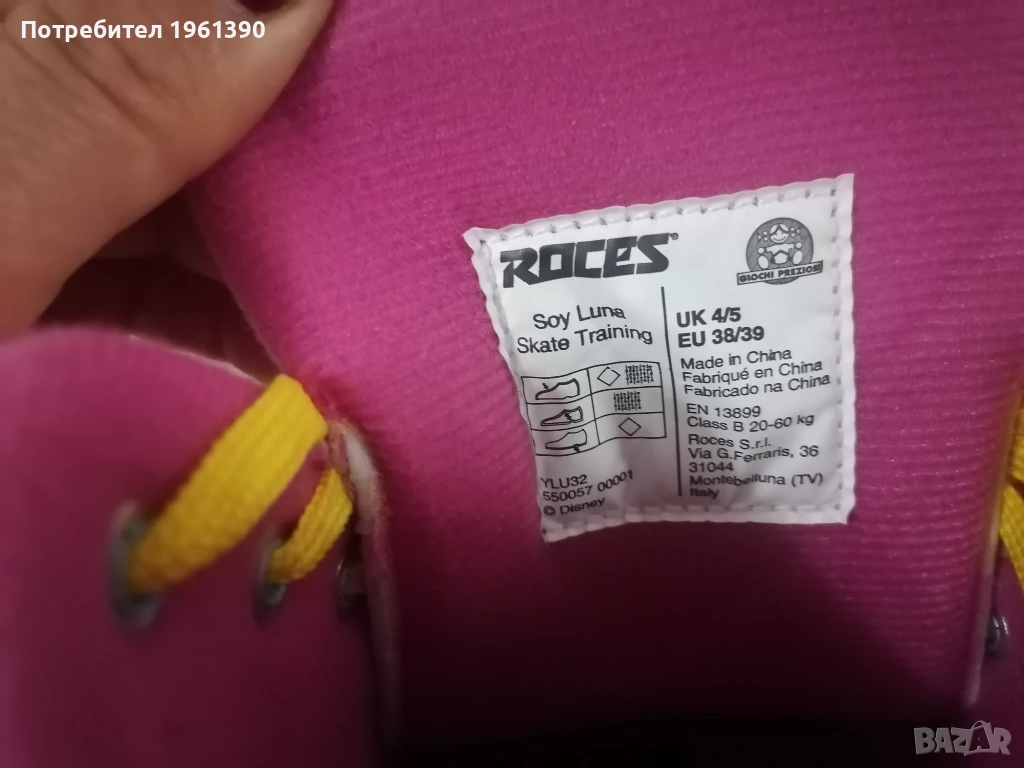 Потребител 1961390
ROCES®
GIOCHI PREZIOSI
Soy Luna
Skate Training
YLU32
550057 00001
© Disney
UK 4/5
EU 38/39
Made in China
Fabriqué en China
Fabricado na China
EN 13899
Class B 20-60 kg
Roces S.r.l.
Via G.Ferraris, 36
31044
Montebelluna (TV)
Italy
BAZAR